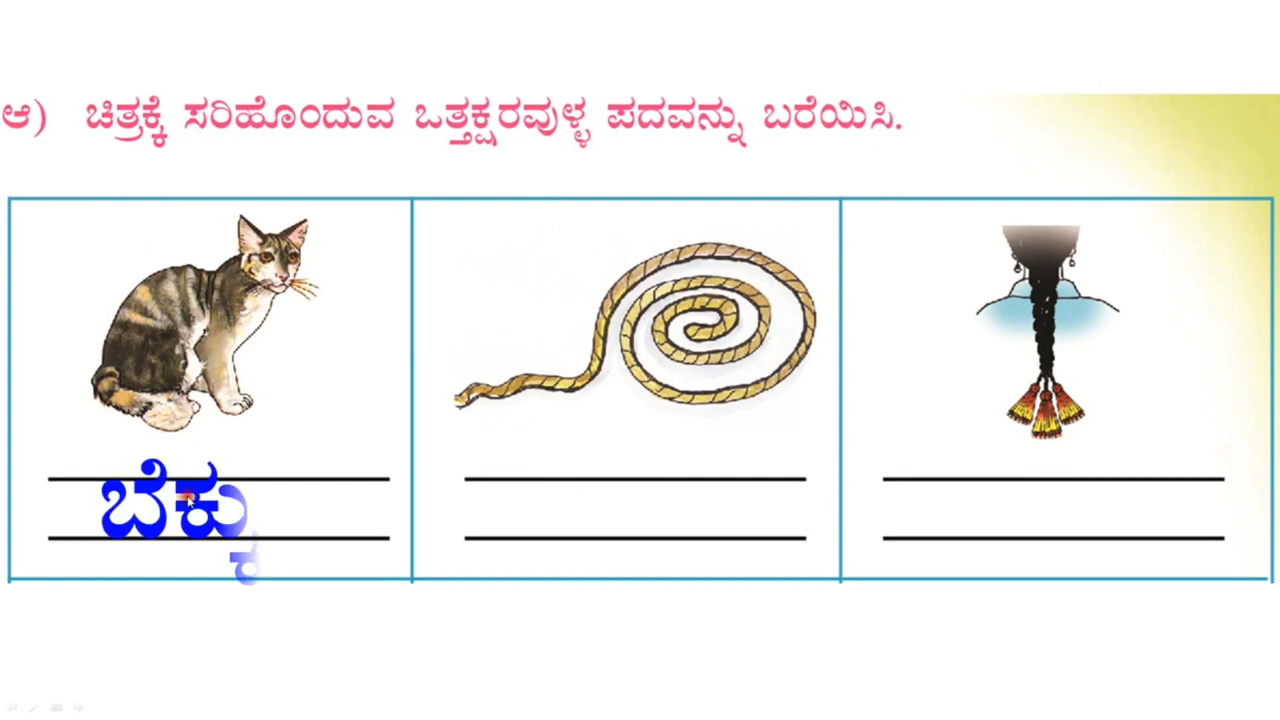 ಆ) ಚಿತ್ರಕ್ಕೆ ಸರಿಹೊಂದುವ ಒತ್ತಕ್ಷರವುಳ್ಳ ಪದವನ್ನು ಬರೆಯಿಸಿ.
ಬೆಕ್ಕು